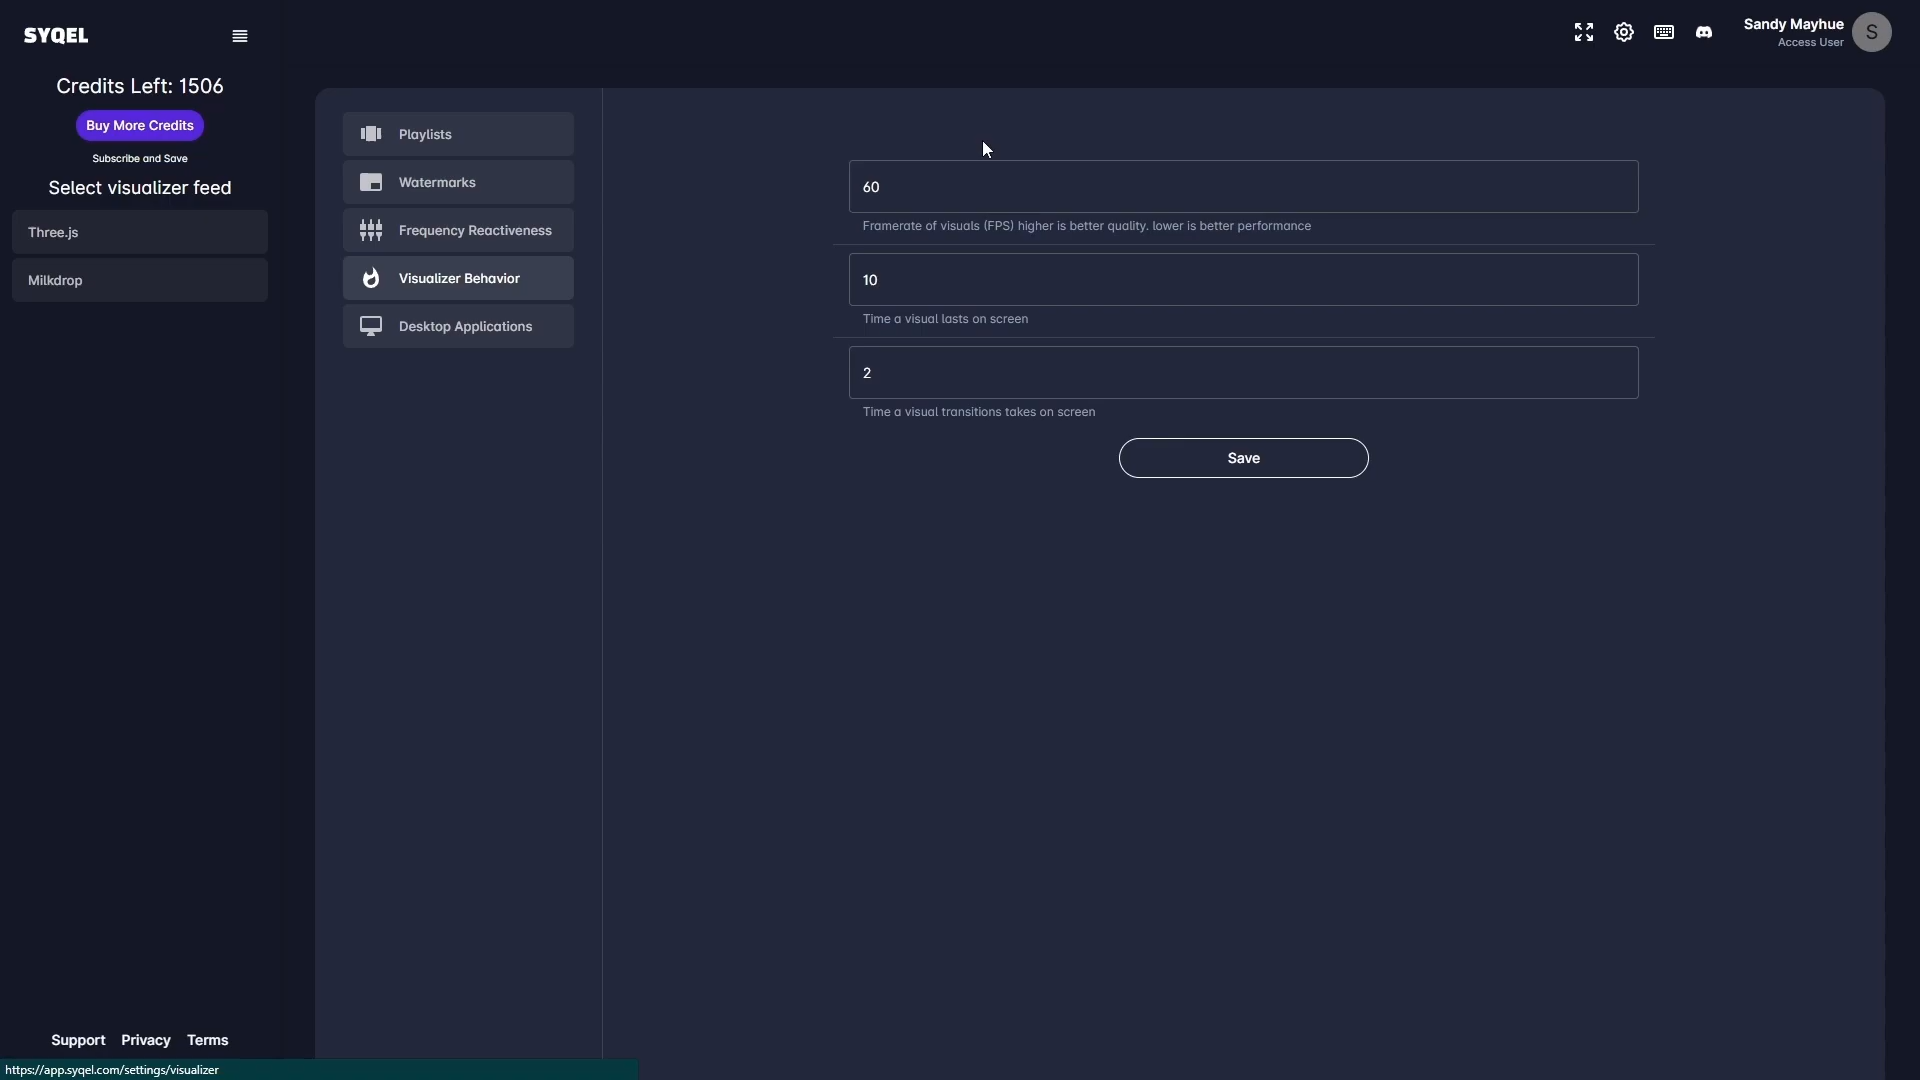 SYQEL
Credits Left: 1506
Buy More Credits
Subscribe and Save
Select visualizer feed
Three.js
Milkdrop
Support Privacy Terms
https://app.syqel.com/settings/visualizer
Sandy Mayhue
Access User
S
Playlists
Watermarks
Frequency Reactiveness
Visualizer Behavior
Desktop Applications
60
Framerate of visuals (FPS) higher is better quality. lower is better performance
10
Time a visual lasts on screen
2
Time a visual transitions takes on screen
Save